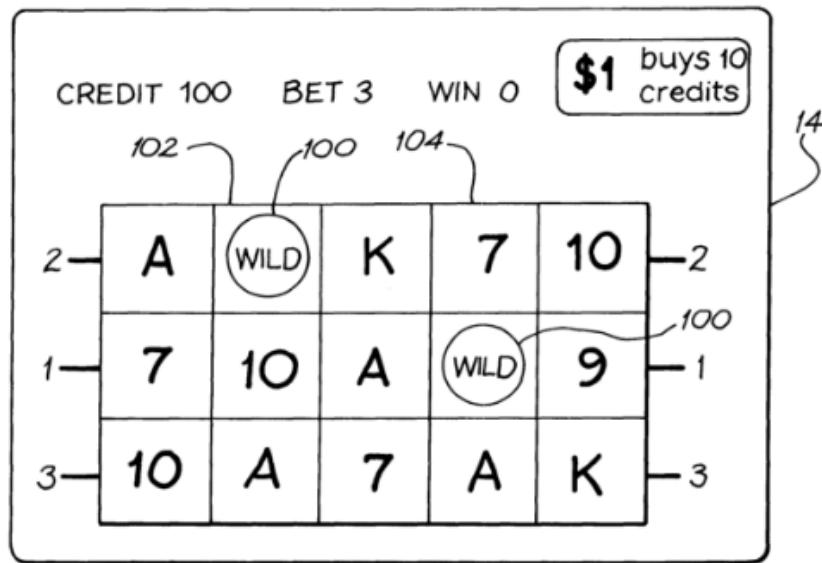 CREDIT 100 BET 3 WIN 0 $1 buys 10
credits
14
102 100 104
2 A WILD K 7 10 2
100
1 7 10 A WILD 9 1
3 10 A 7 A K 3